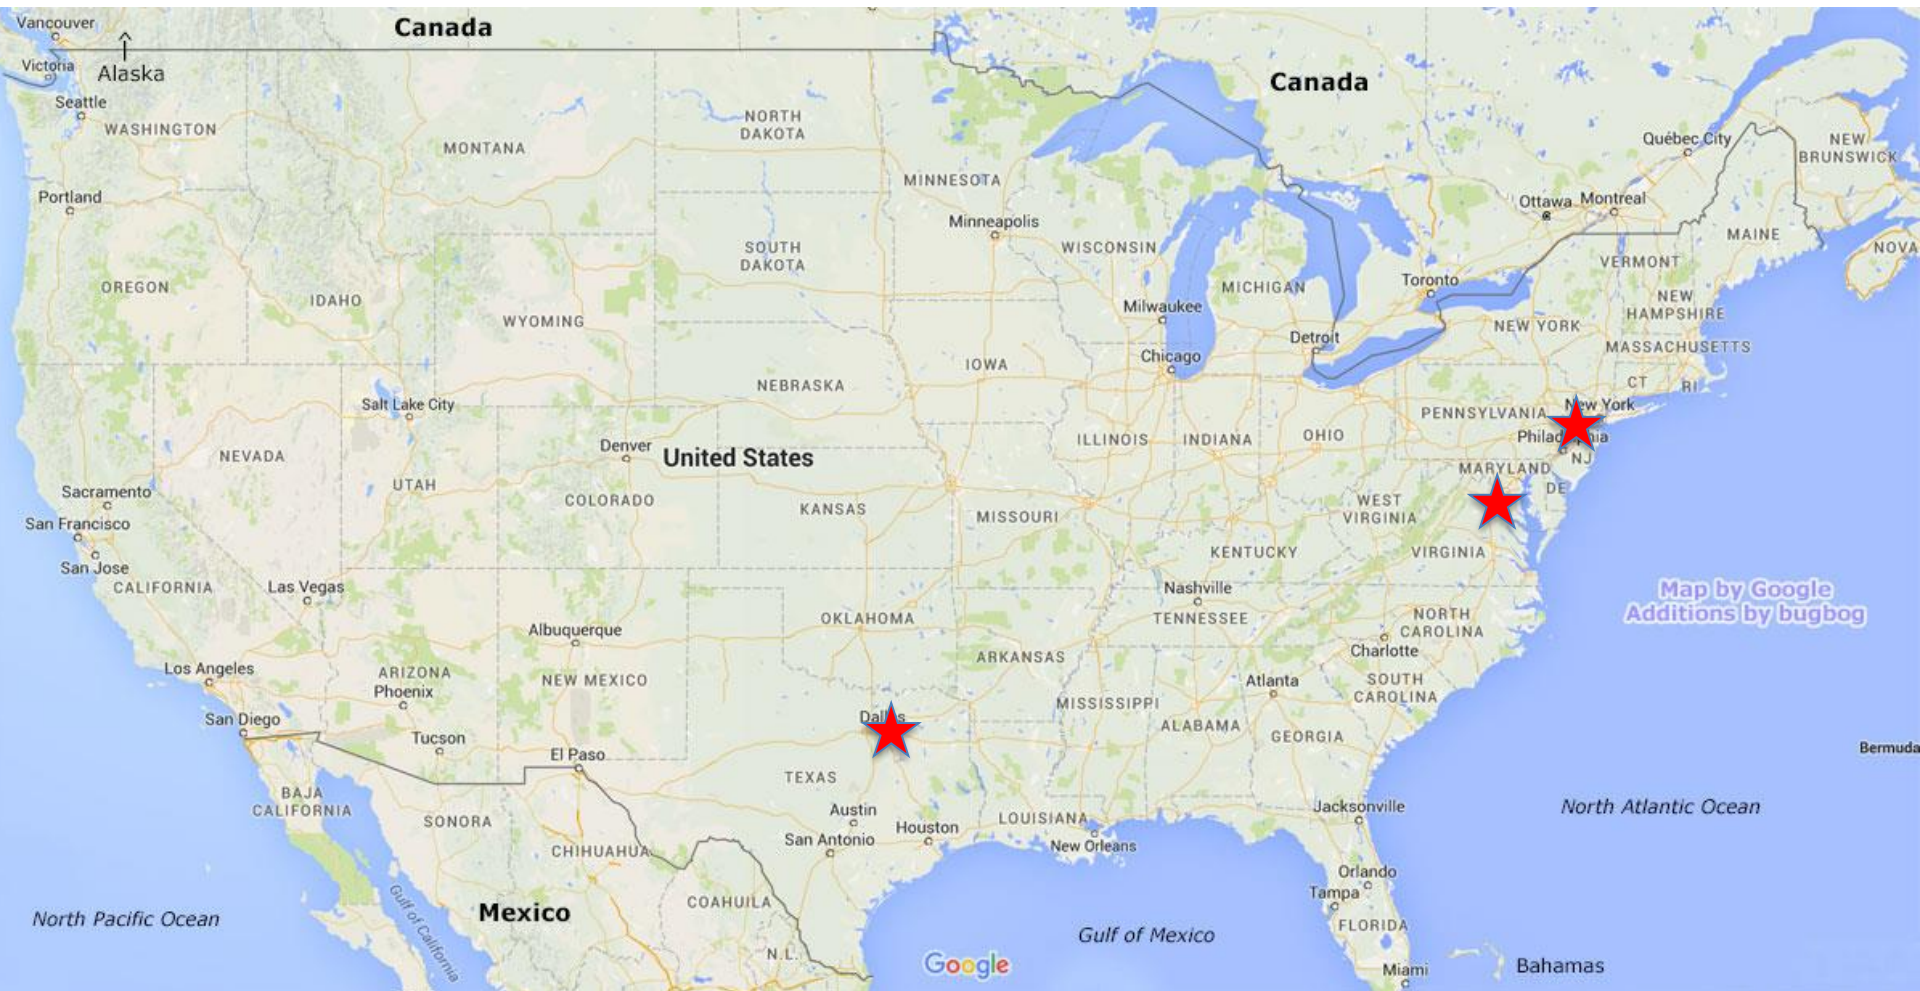 Vancouver
Canada
Victoria
Alaska
Seattle
WASHINGTON
MONTANA
NORTH
DAKOTA
Canada
Québec City
NEW
BRUNSWICK
Portland
MINNESOTA
Ottawa
Montreal
Minneapolis
MAINE
WISCONSIN
NOVA
SOUTH
DAKOTA
VERMONT
OREGON
IDAHO
Toronto
MICHIGAN
NEW
HAMPSHIRE
WYOMING
Milwaukee
NEW YORK
Detroit
MASSACHUSETTS
Chicago
IOWA
NEBRASKA
CT
RI
Salt Lake City
New York
PENNSYLVANIA
Denver
United States
ILLINOIS
INDIANA
OHIO
Philadelphia
NEVADA
NJ
MARYLAND
UTAH
DE
Sacramento
COLORADO
KANSAS
MISSOURI
WEST
VIRGINIA
San Francisco
San Jose
KENTUCKY
VIRGINIA
CALIFORNIA
Las Vegas
Nashville
Map by Google
Additions by bugbog
OKLAHOMA
TENNESSEE
NORTH
CAROLINA
Albuquerque
Charlotte
ARKANSAS
Los Angeles
ARIZONA
Phoenix
NEW MEXICO
Atlanta
SOUTH
CAROLINA
MISSISSIPPI
San Diego
Dallas
ALABAMA
GEORGIA
Tucson
El Paso
Bermuda
TEXAS
BAJA
CALIFORNIA
SONORA
Austin
Houston
LOUISIANA
Jacksonville
North Atlantic Ocean
San Antonio
New Orleans
CHIHUAHUA
Orlando
Tampa
COAHUILA
Gulf of California
North Pacific Ocean
Mexico
FLORIDA
Gulf of Mexico
N.L.
Google
Miami
Bahamas